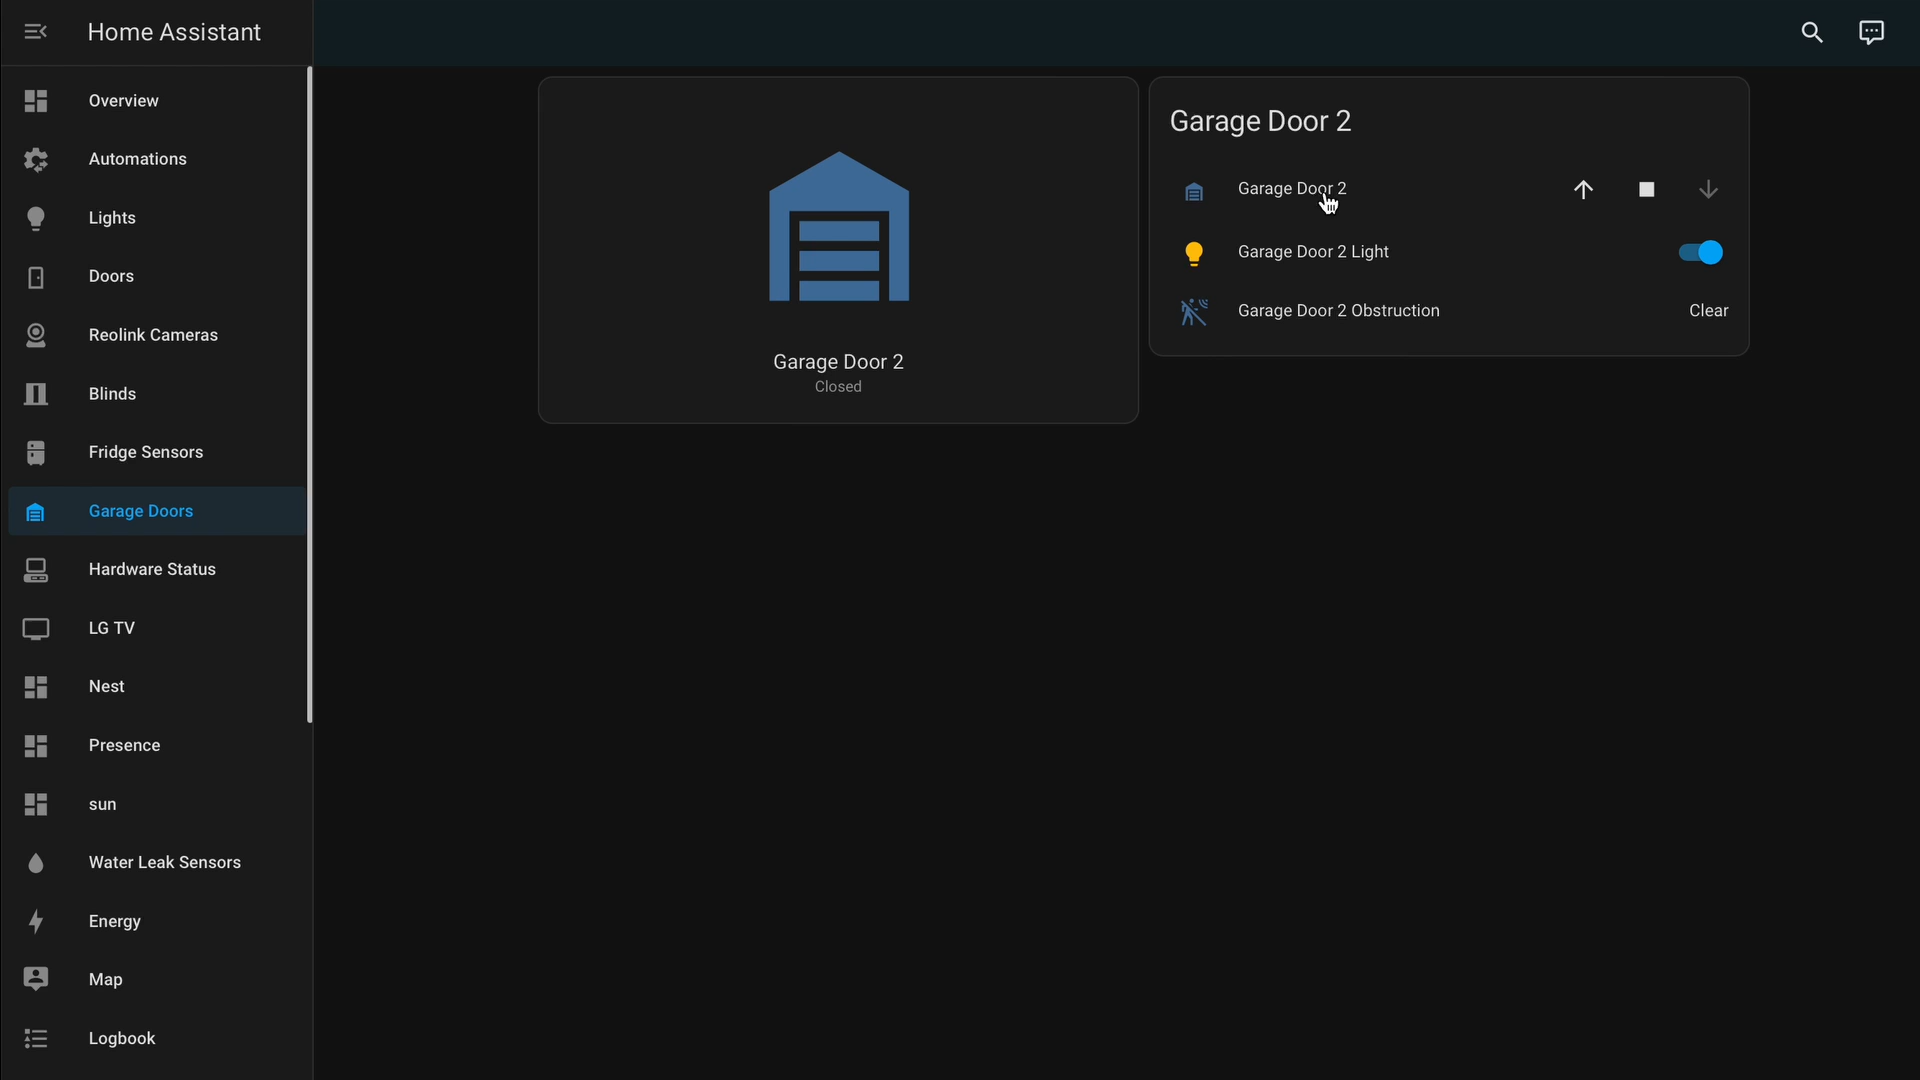 Home Assistant
Overview
Automations
Lights
Doors
Reolink Cameras
Blinds
Fridge Sensors
Garage Doors
Hardware Status
LG TV
Nest
Presence
sun
Water Leak Sensors
Energy
Map
Logbook
Garage Door 2
Closed
Garage Door 2
Garage Door 2
Garage Door 2 Light
Garage Door 2 Obstruction Clear